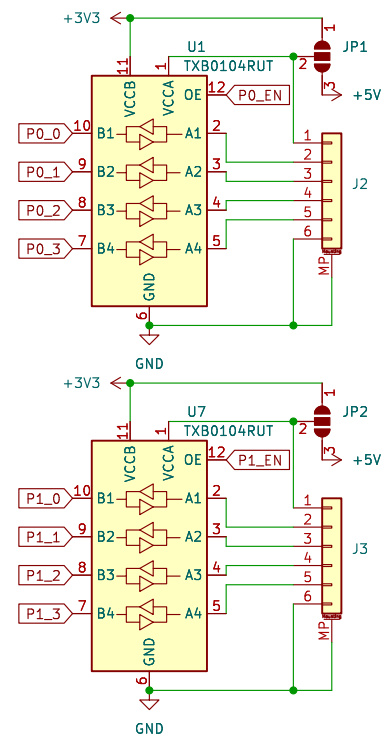 +3V3
1
JP1
U1
TXB0104RUT
2
3
+5V
11
1
VCCB
VCCA
OE
12
P0_EN
P0_0
10
B1
A1
2
P0_1
9
B2
A2
3
P0_2
8
B3
A3
4
P0_3
7
B4
A4
5
GND
6
GND
1
2
3
4
5
6
J2
MP
+3V3
1
JP2
U7
TXB0104RUT
2
3
+5V
11
1
VCCB
VCCA
OE
12
P1_EN
P1_0
10
B1
A1
2
P1_1
9
B2
A2
3
P1_2
8
B3
A3
4
P1_3
7
B4
A4
5
GND
6
GND
1
2
3
4
5
6
J3
MP